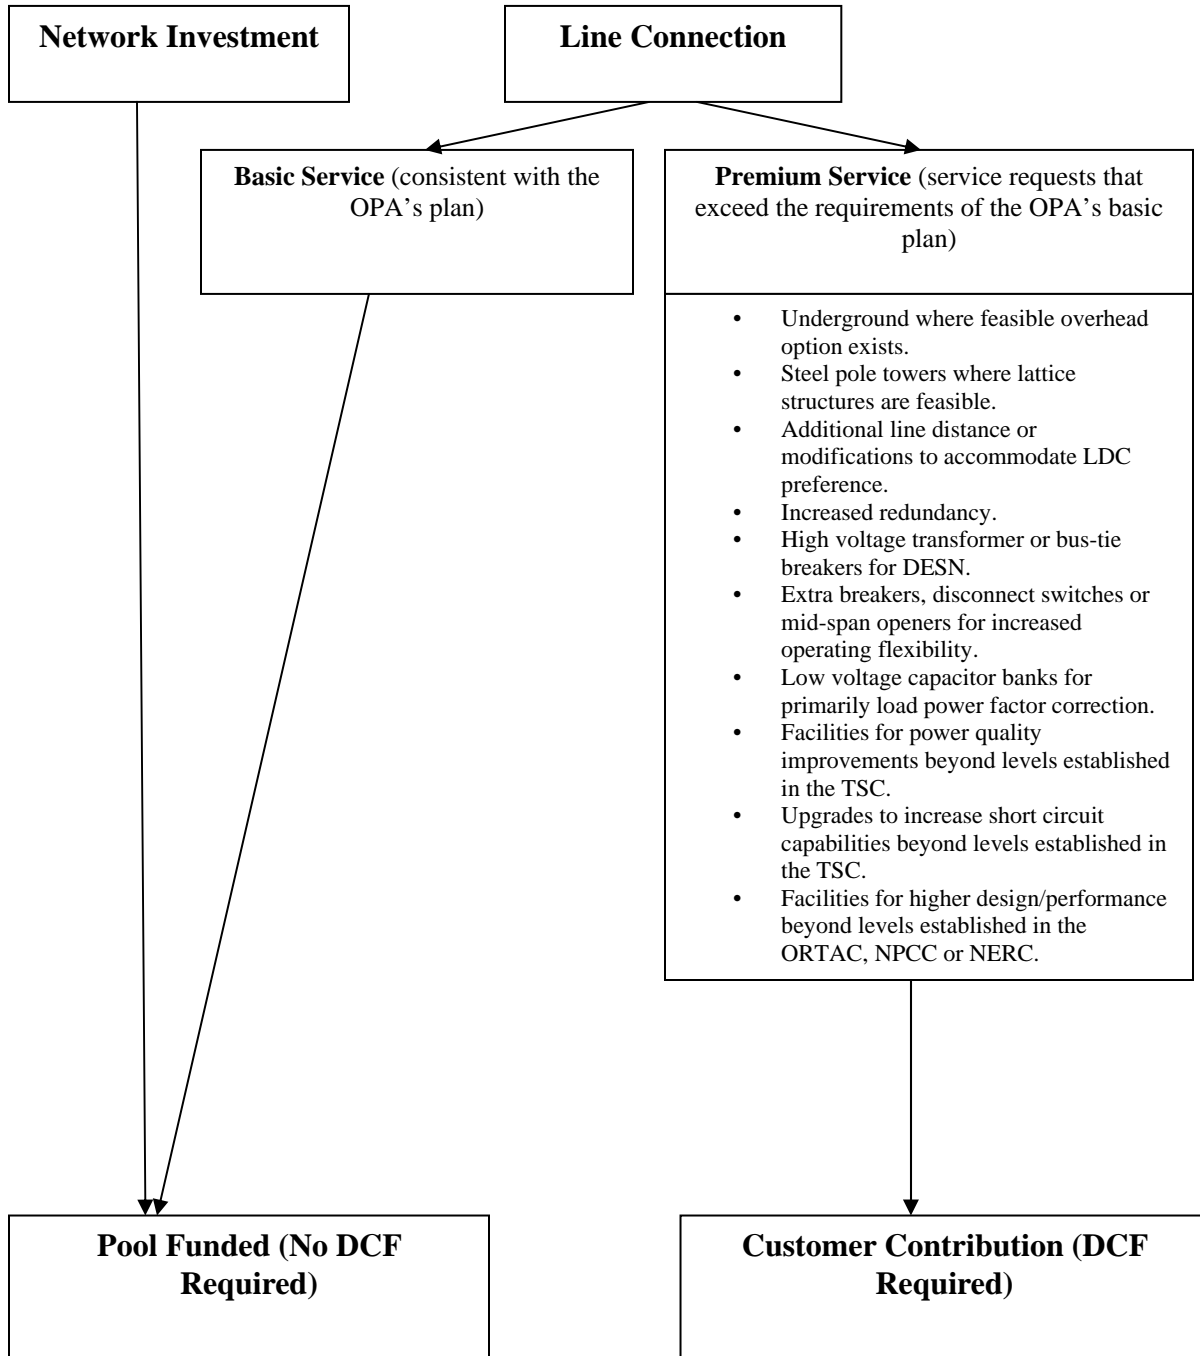 Network Investment
Line Connection
Basic Service (consistent with the
OPA’s plan)
Premium Service (service requests that
exceed the requirements of the OPA’s basic
plan)
• Underground where feasible overhead
option exists.
• Steel pole towers where lattice
structures are feasible.
• Additional line distance or
modifications to accommodate LDC
preference.
• Increased redundancy.
• High voltage transformer or bus-tie
breakers for DESN.
• Extra breakers, disconnect switches or
mid-span openers for increased
operating flexibility.
• Low voltage capacitor banks for
primarily load power factor correction.
• Facilities for power quality
improvements beyond levels established
in the TSC.
• Upgrades to increase short circuit
capabilities beyond levels established in
the TSC.
• Facilities for higher design/performance
beyond levels established in the
ORTAC, NPCC or NERC.
Pool Funded (No DCF
Required)
Customer Contribution (DCF
Required)